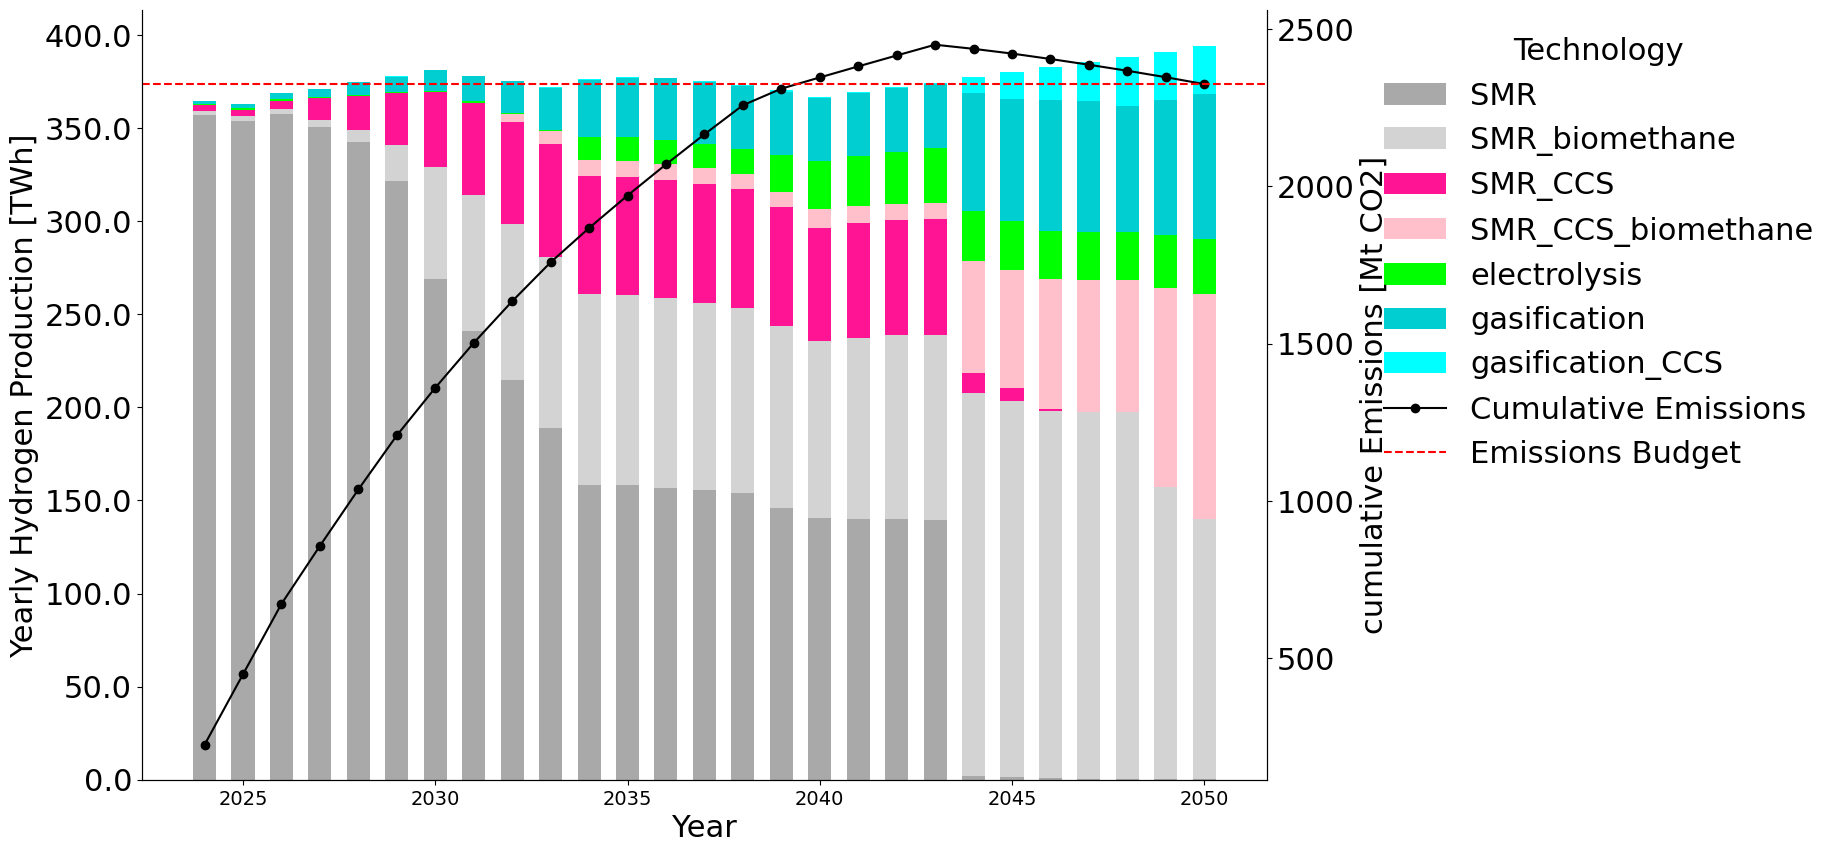 Yearly Hydrogen Production [TWh]
400.0
350.0
300.0
250.0
200.0
150.0
100.0
50.0
0.0
2025
2030
2035
2040
2045
2050
Year
2500
2000
1500
1000
500
cumulative Emissions [Mt CO2]
Technology
SMR
SMR_biomethane
SMR_CCS
SMR_CCS_biomethane
electrolysis
gasification
gasification_CCS
Cumulative Emissions
Emissions Budget